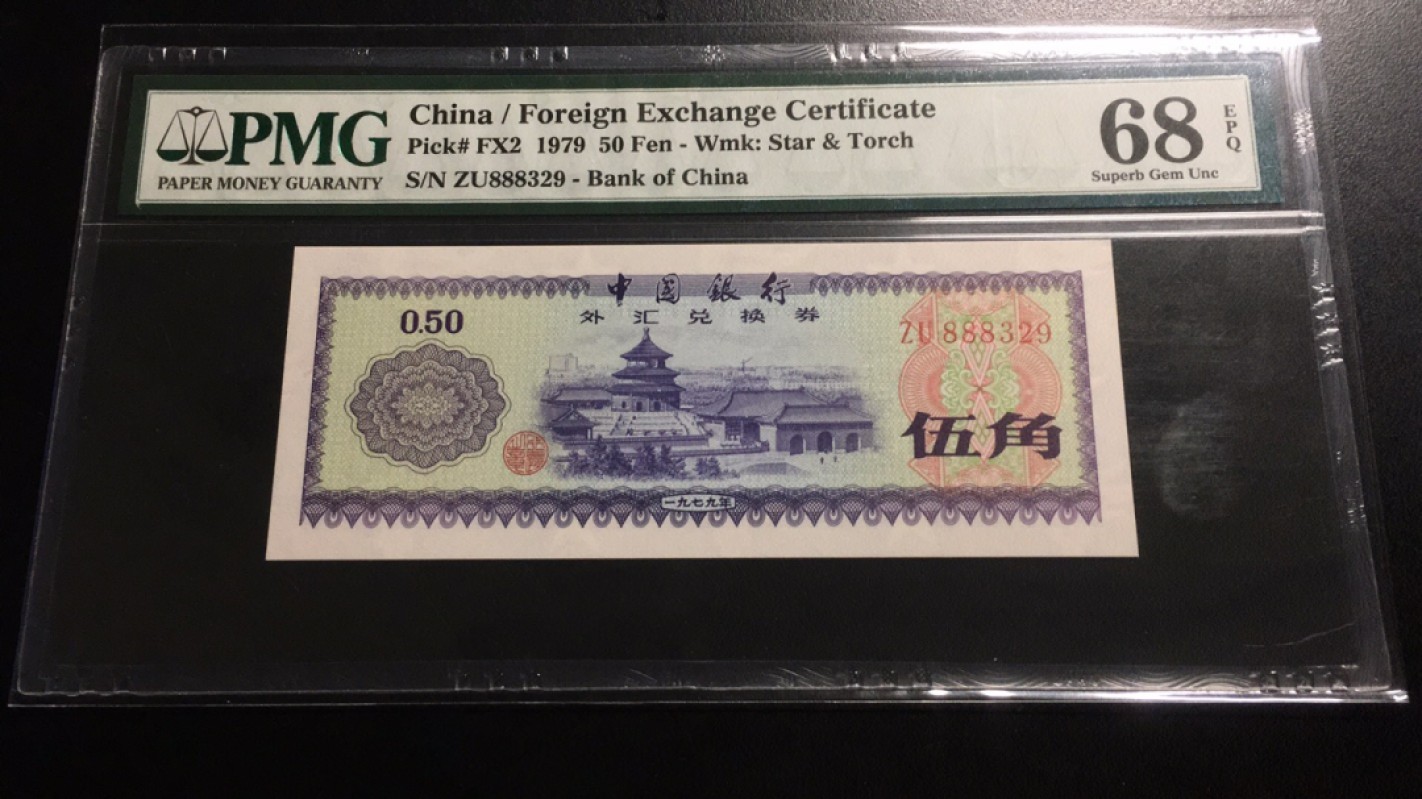 PMG
PAPER MONEY GUARANTY
China / Foreign Exchange Certificate
Pick# FX2 1979 50 Fen - Wmk: Star & Torch
S/N ZU888329 - Bank of China
68
EPQ
Superb Gem Unc
中国銀行
外汇兑换券
0.50
ZU888329
伍角
一九七九年